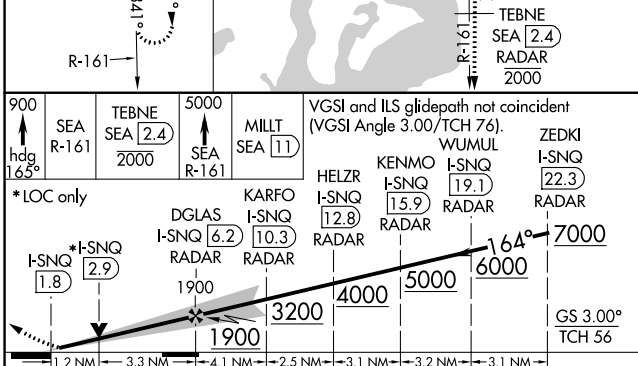 341°
R-161
R-161
TEBNE
SEA 2.4
RADAR
2000
900
hdg
165°
SEA
R-161
TEBNE
SEA 2.4
2000
5000
SEA
R-161
MILLT
SEA 11
VGSI and ILS glidepath not coincident
(VGSI Angle 3.00/TCH 76).
* LOC only
I-SNQ
1.8
*I-SNQ
2.9
DGLAS
I-SNQ 6.2
RADAR
1900
KARFO
I-SNQ
10.3
RADAR
HELZR
I-SNQ
12.8
RADAR
KENMO
I-SNQ
15.9
RADAR
WUMUL
I-SNQ
19.1
RADAR
ZEDKI
I-SNQ
22.3
RADAR
164°
7000
6000
5000
4000
3200
1900
GS 3.00°
TCH 56
1.2 NM
3.3 NM
4.1 NM
2.5 NM
3.1 NM
3.2 NM
3.1 NM